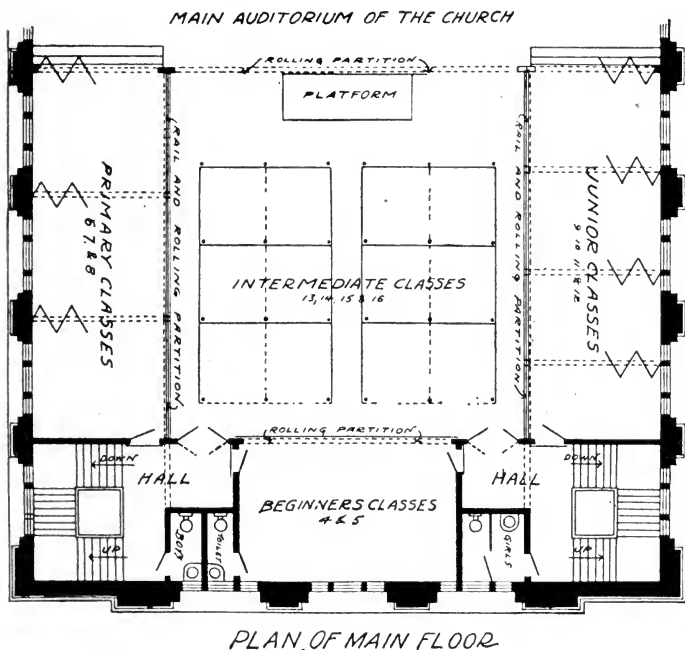 MAIN AUDITORIUM OF THE CHURCH
ROLLING PARTITION
PLATFORM
PRIMARY CLASSES
6, 7, & 8
RAIL AND ROLLING PARTITION
INTERMEDIATE CLASSES
13, 14, 15 & 16
RAIL AND ROLLING PARTITION
JUNIOR CLASSES
9 10 11 & 12
ROLLING PARTITION
DOWN
HALL
UP
BEGINNERS CLASSES
4 & 5
HALL
DOWN
UP
BOYS
TOILET
GIRLS
PLAN OF MAIN FLOOR